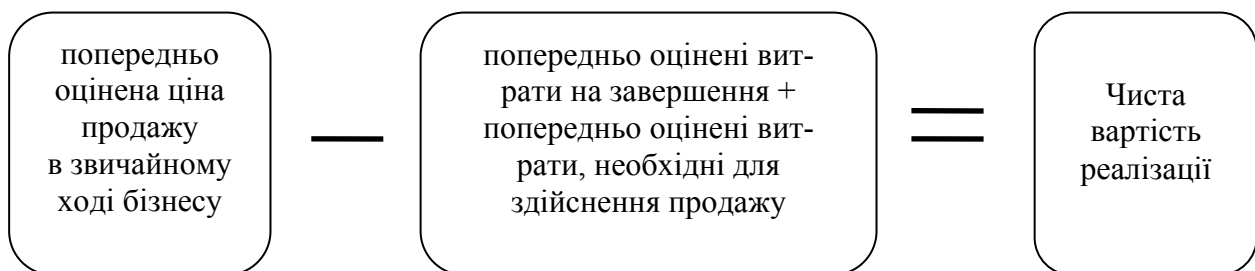 попередньо
оцінена ціна
продажу
в звичайному
ході бізнесу
—
попередньо оцінені вит-
рати на завершення +
попередньо оцінені вит-
рати, необхідні для
здійснення продажу
=
Чиста
вартість
реалізації